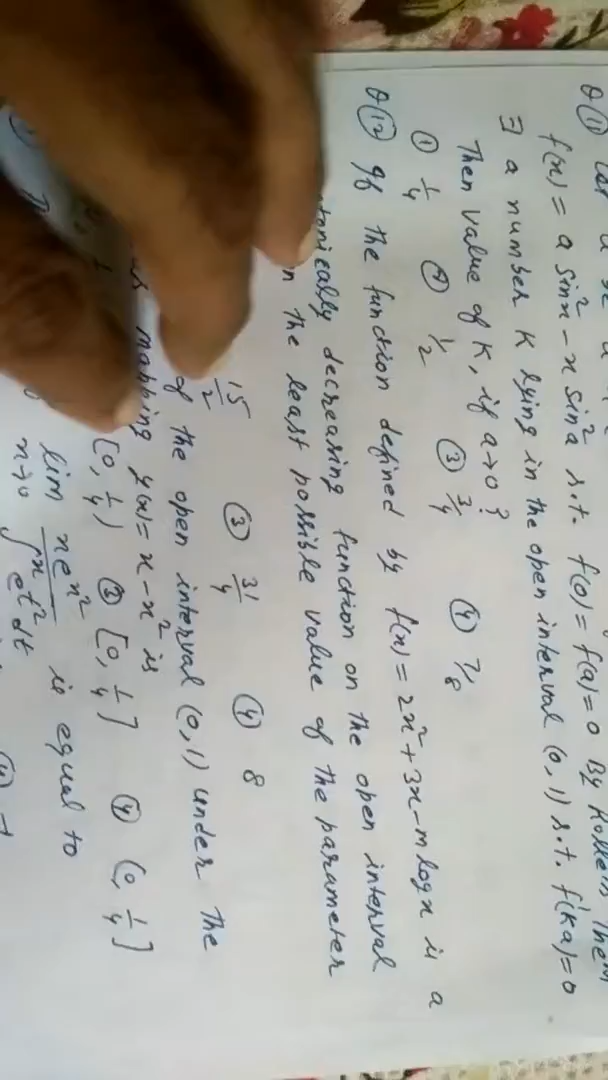 Q 11 Let a
f(x) = a sin²x - x sin²a s.t. f(0) = f(a) = 0 By Rolle's Them
∃ a number K lying in the open interval (0,1) s.t. f'(Ka)=0
Then value of K, if a→0 ?
① 1/4 ② 1/2 ③ 3/4 ④ 7/8
Q 12 If the function defined by f(x) = 2x² + 3x - m log x is a
tonically decreasing function on the open interval
n the least possible value of the parameter
15/2 ③ 31/4 ④ 8
of the open interval (0,1) under the
mapping y(x) = x - x² is
[0, 1/4) ③ [0, 1/4] ④ (0, 1/4]
lim x→0 xe^x² / ∫ x e^t² dt is equal to